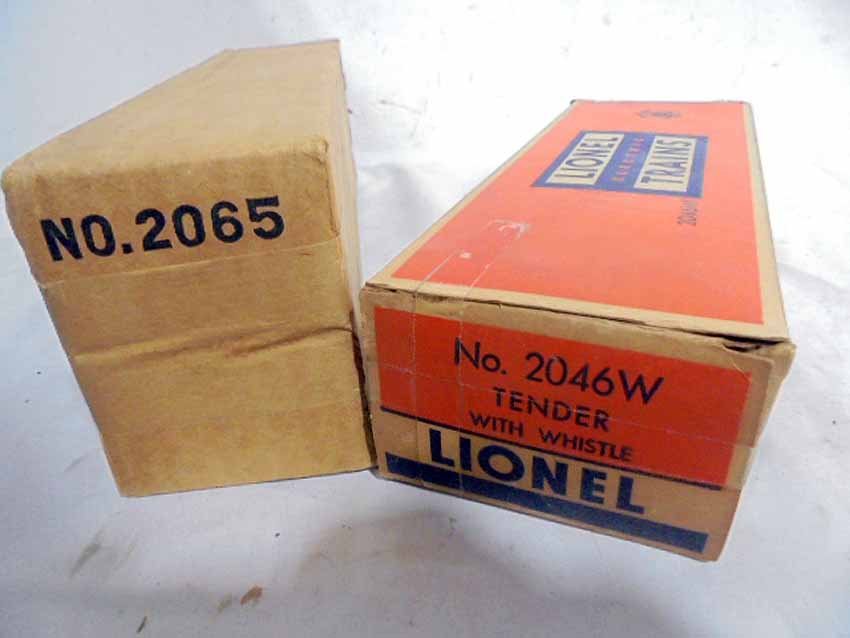 NO. 2065
LIONEL
ELECTRIC
TRAINS
No. 2046W
TENDER
WITH WHISTLE
LIONEL